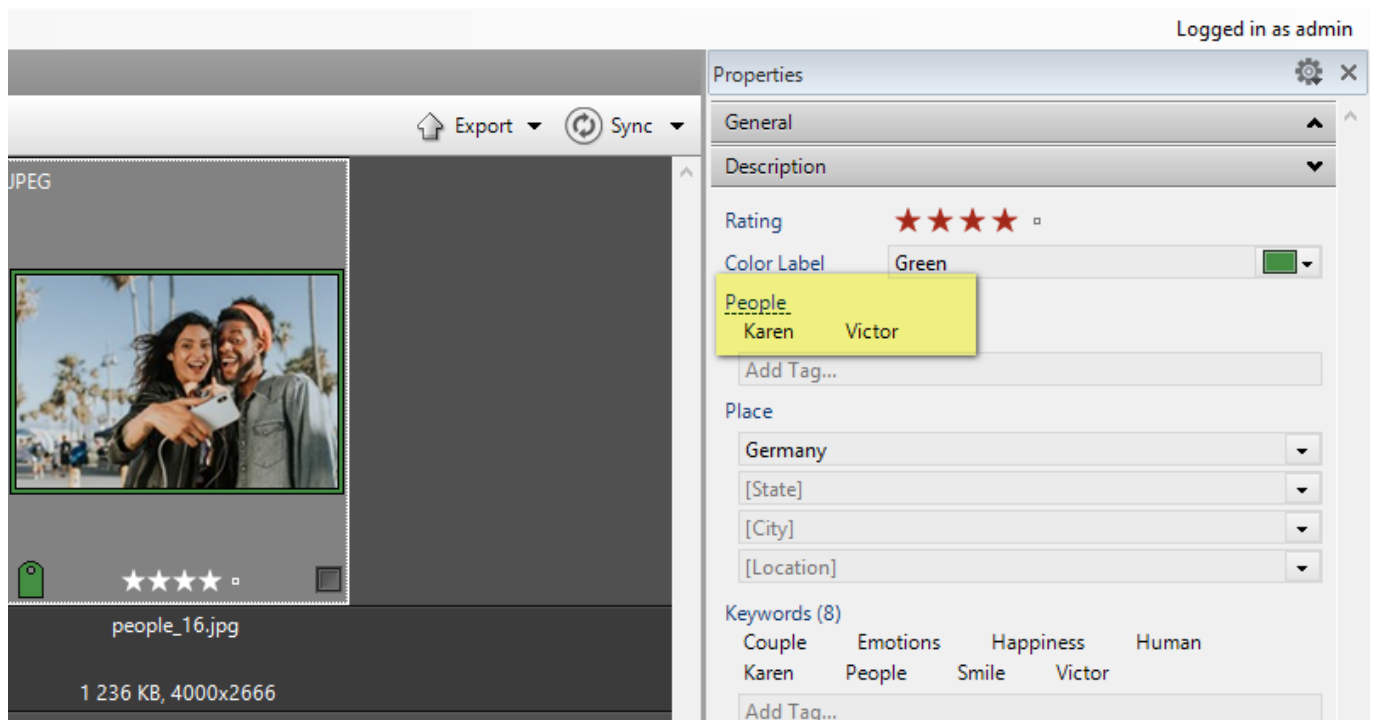 Logged in as admin
Properties
Export
Sync
General
Description
JPEG
Rating
Color Label
Green
People
Karen Victor
Add Tag...
Place
Germany
[State]
[City]
[Location]
people_16.jpg
1 236 KB, 4000x2666
Keywords (8)
Couple Emotions Happiness Human
Karen People Smile Victor
Add Tag...